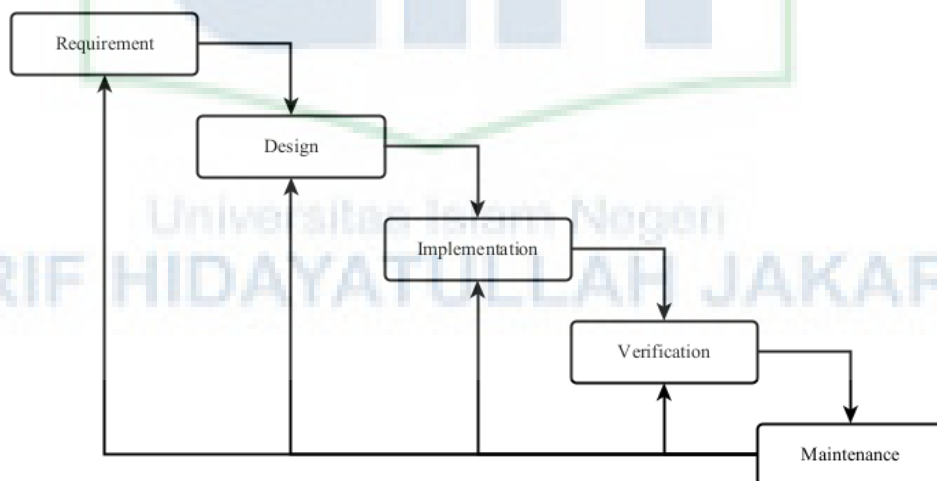 Requirement
Design
Universitas Islam Negeri
Implementation
RIF HIDAYATULLAH JAKAR
Verification
Maintenance